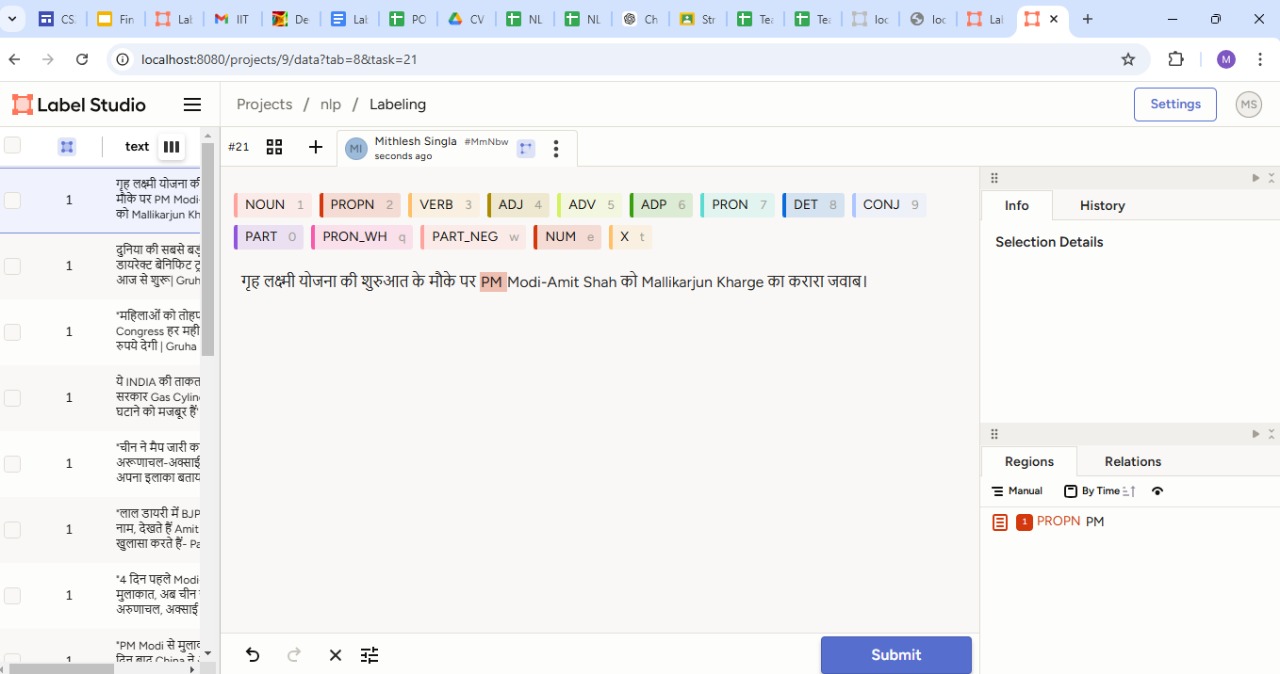 CS
Fin
Lal
IIT
De
Lal
PO
CV
NL
NL
Ch
Str
Tea
Tea
loc
loc
Lal
localhost:8080/projects/9/data?tab=8&task=21
M
Label Studio
Projects / nlp / Labeling
Settings
MS
text
#21
MI
Mithlesh Singla #MmNbw
seconds ago
1
गृह लक्ष्मी योजना की
मौके पर PM Modi-
को Mallikarjun Kh
1
दुनिया की सबसे बड़
डायरेक्ट बेनिफिट ट्र
आज से शुरू| Gruh
1
"महिलाओं को तोहप
Congress हर मही
रुपये देगी | Gruha
1
ये INDIA की ताकत
सरकार Gas Cylin
घटाने को मजबूर हैं"
1
"चीन ने मैप जारी क
अरूणाचल-अक्साई
अपना इलाका बताय
1
"लाल डायरी में BJP
नाम, देखते हैं Amit
खुलासा करते हैं- Pa
1
"4 दिन पहले Modi-
मुलाकात, अब चीन
अरुणाचल, अक्साई
1
"PM Modi से मुलाव
दिन बाद China ने
NOUN 1 PROPN 2 VERB 3 ADJ 4 ADV 5 ADP 6 PRON 7 DET 8 CONJ 9
PART 0 PRON_WH q PART_NEG w NUM e X t
गृह लक्ष्मी योजना की शुरुआत के मौके पर PM Modi-Amit Shah को Mallikarjun Kharge का करारा जवाब।
Submit
Info History
Selection Details
Regions Relations
Manual By Time
1 PROPN PM